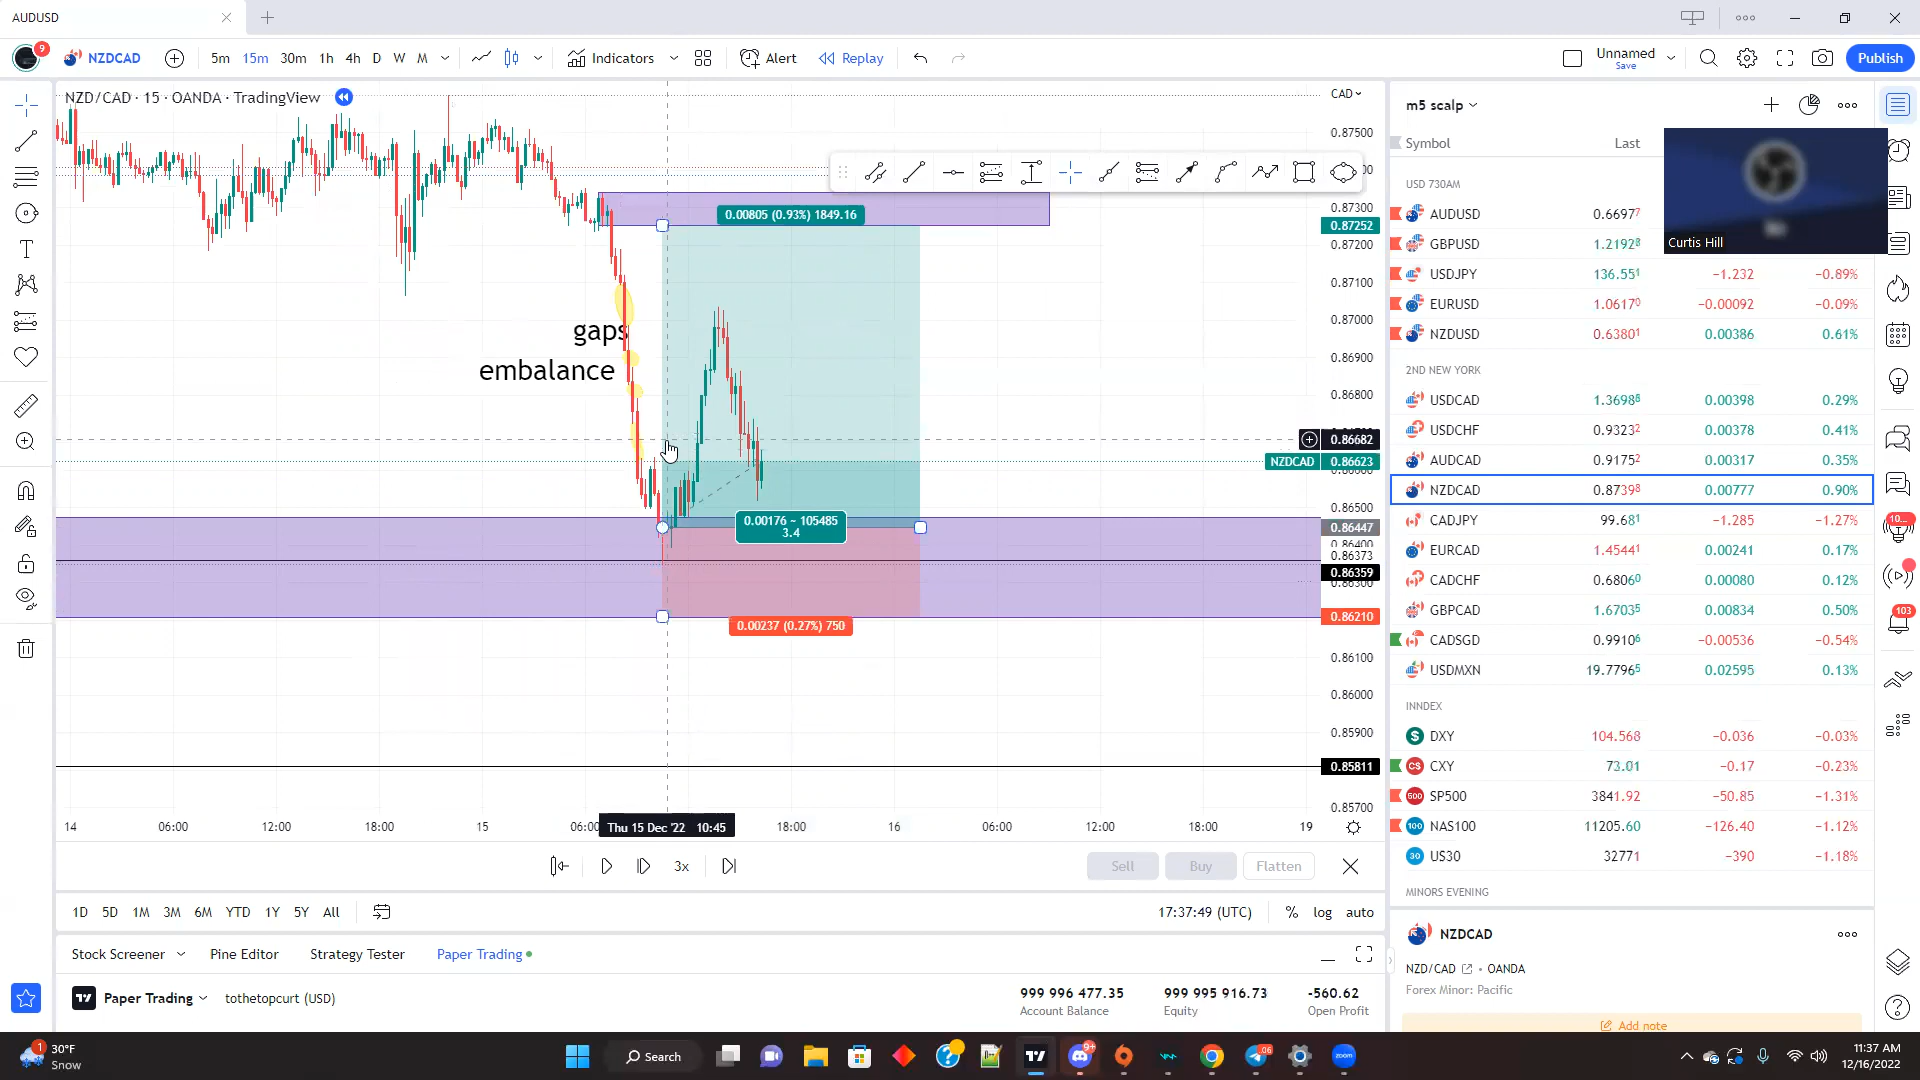 AUDUSD
9
NZDCAD
5m 15m 30m 1h 4h D W M
Indicators
Alert
Replay
Unnamed
Save
Publish
NZD/CAD · 15 · OANDA · TradingView
CAD
0.87500
0.87300
0.87252
0.87200
0.87100
0.87000
0.86900
0.86800
0.86682
NZDCAD 0.86623
0.86500
0.86447
0.86400
0.86373
0.86359
0.86300
0.86210
0.86100
0.86000
0.85900
0.85811
0.85700
0.00805 (0.93%) 1849.16
gaps
embalance
0.00176 ~ 105485
3.4
0.00237 (0.27%) 750
14 06:00 12:00 18:00 15 06:00 Thu 15 Dec '22 10:45 18:00 16 06:00 12:00 18:00 19
3x
Sell Buy Flatten
1D 5D 1M 3M 6M YTD 1Y 5Y All
17:37:49 (UTC) % log auto
Stock Screener Pine Editor Strategy Tester Paper Trading
Paper Trading tothetopcurt (USD)
999 996 477.35 999 995 916.73 -560.62
Account Balance Equity Open Profit
m5 scalp
Symbol Last
Curtis Hill
USD 730AM
AUDUSD 0.66977
GBPUSD 1.21928
USDJPY 136.551 −1.232 −0.89%
EURUSD 1.06170 −0.00092 −0.09%
NZDUSD 0.63801 0.00386 0.61%
2ND NEW YORK
USDCAD 1.36988 0.00398 0.29%
USDCHF 0.93232 0.00378 0.41%
AUDCAD 0.91752 0.00317 0.35%
NZDCAD 0.87398 0.00777 0.90%
CADJPY 99.681 −1.285 −1.27%
EURCAD 1.45441 0.00241 0.17%
CADCHF 0.68060 0.00080 0.12%
GBPCAD 1.67035 0.00834 0.50%
CADSGD 0.99106 −0.00536 −0.54%
USDMXN 19.77965 0.02595 0.13%
INNDEX
DXY 104.568 −0.036 −0.03%
CXY 73.01 −0.17 −0.23%
SP500 3841.92 −50.85 −1.31%
NAS100 11205.60 −126.40 −1.12%
US30 32771 −390 −1.18%
MINORS EVENING
NZDCAD
NZD/CAD • OANDA
Forex Minor: Pacific
Add note
10...
103
1
30°F
Snow
Search
9+
zoom
11:37 AM
12/16/2022